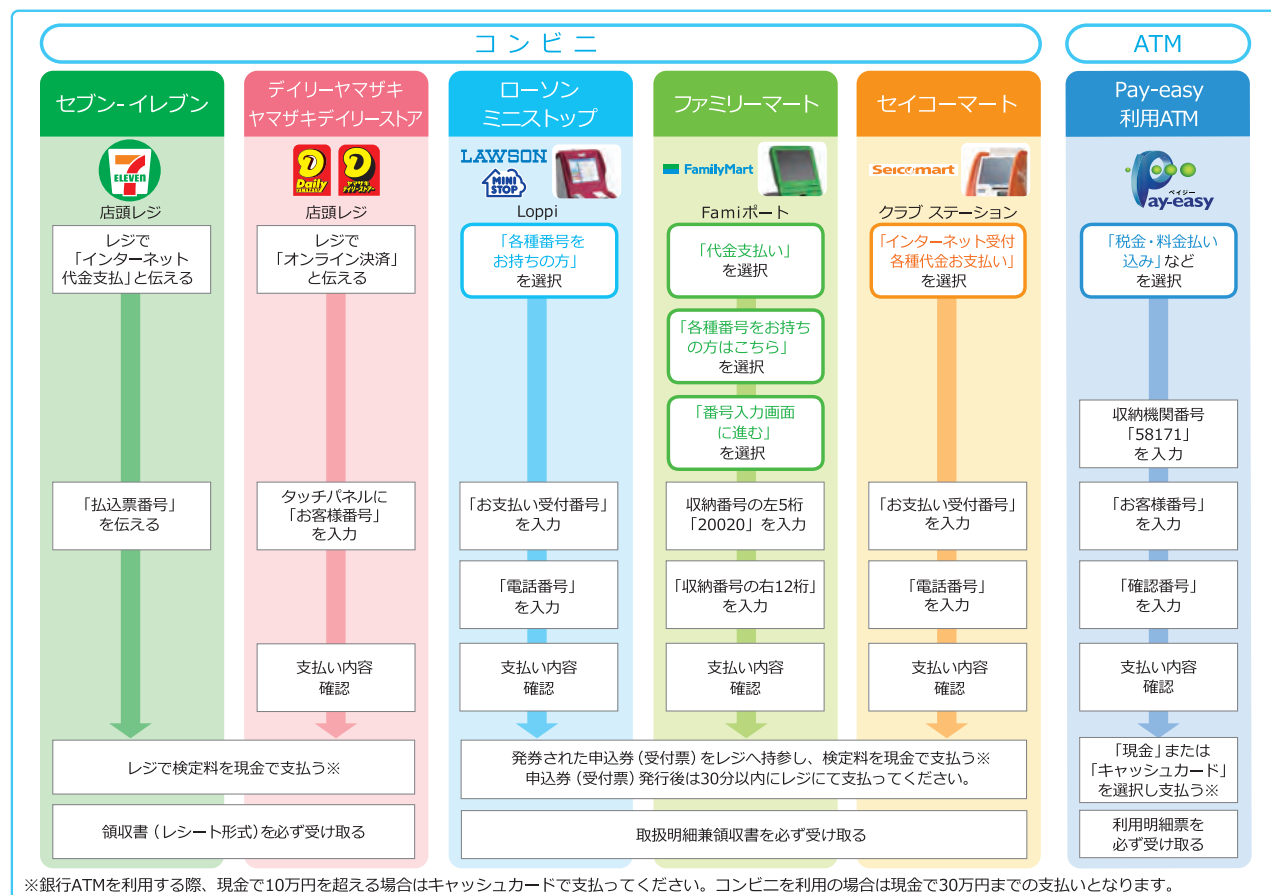 コンビニ
ATM
セブン-イレブン
7
ELEVEN
店頭レジ
レジで
「インターネット
代金支払」と伝える
「払込票番号」
を伝える
デイリーヤマザキ
ヤマザキデイリーストア
Daily
YAMAZAKI
ヤマザキ
デイリーストアー
店頭レジ
レジで
「オンライン決済」
と伝える
タッチパネルに
「お客様番号」
を入力
支払い内容
確認
レジで検定料を現金で支払う※
領収書（レシート形式）を必ず受け取る
ローソン
ミニストップ
LAWSON
MINI
STOP
Loppi
「各種番号を
お持ちの方」
を選択
「お支払い受付番号」
を入力
「電話番号」
を入力
支払い内容
確認
ファミリーマート
FamilyMart
Famiポート
「代金支払い」
を選択
「各種番号をお持ち
の方はこちら」
を選択
「番号入力画面
に進む」
を選択
収納番号の左5桁
「20020」を入力
「収納番号の右12桁」
を入力
支払い内容
確認
セイコーマート
Seicomart
クラブ ステーション
「インターネット受付
各種代金お支払い」
を選択
「お支払い受付番号」
を入力
「電話番号」
を入力
支払い内容
確認
発券された申込券（受付票）をレジへ持参し、検定料を現金で支払う※
申込券（受付票）発行後は30分以内にレジにて支払ってください。
取扱明細兼領収書を必ず受け取る
Pay-easy
利用ATM
ペイジー
Pay-easy
「税金・料金払い
込み」など
を選択
収納機関番号
「58171」
を入力
「お客様番号」
を入力
「確認番号」
を入力
支払い内容
確認
「現金」または
「キャッシュカード」
を選択し支払う※
利用明細票を
必ず受け取る
※銀行ATMを利用する際、現金で10万円を超える場合はキャッシュカードで支払ってください。コンビニを利用の場合は現金で30万円までの支払いとなります。